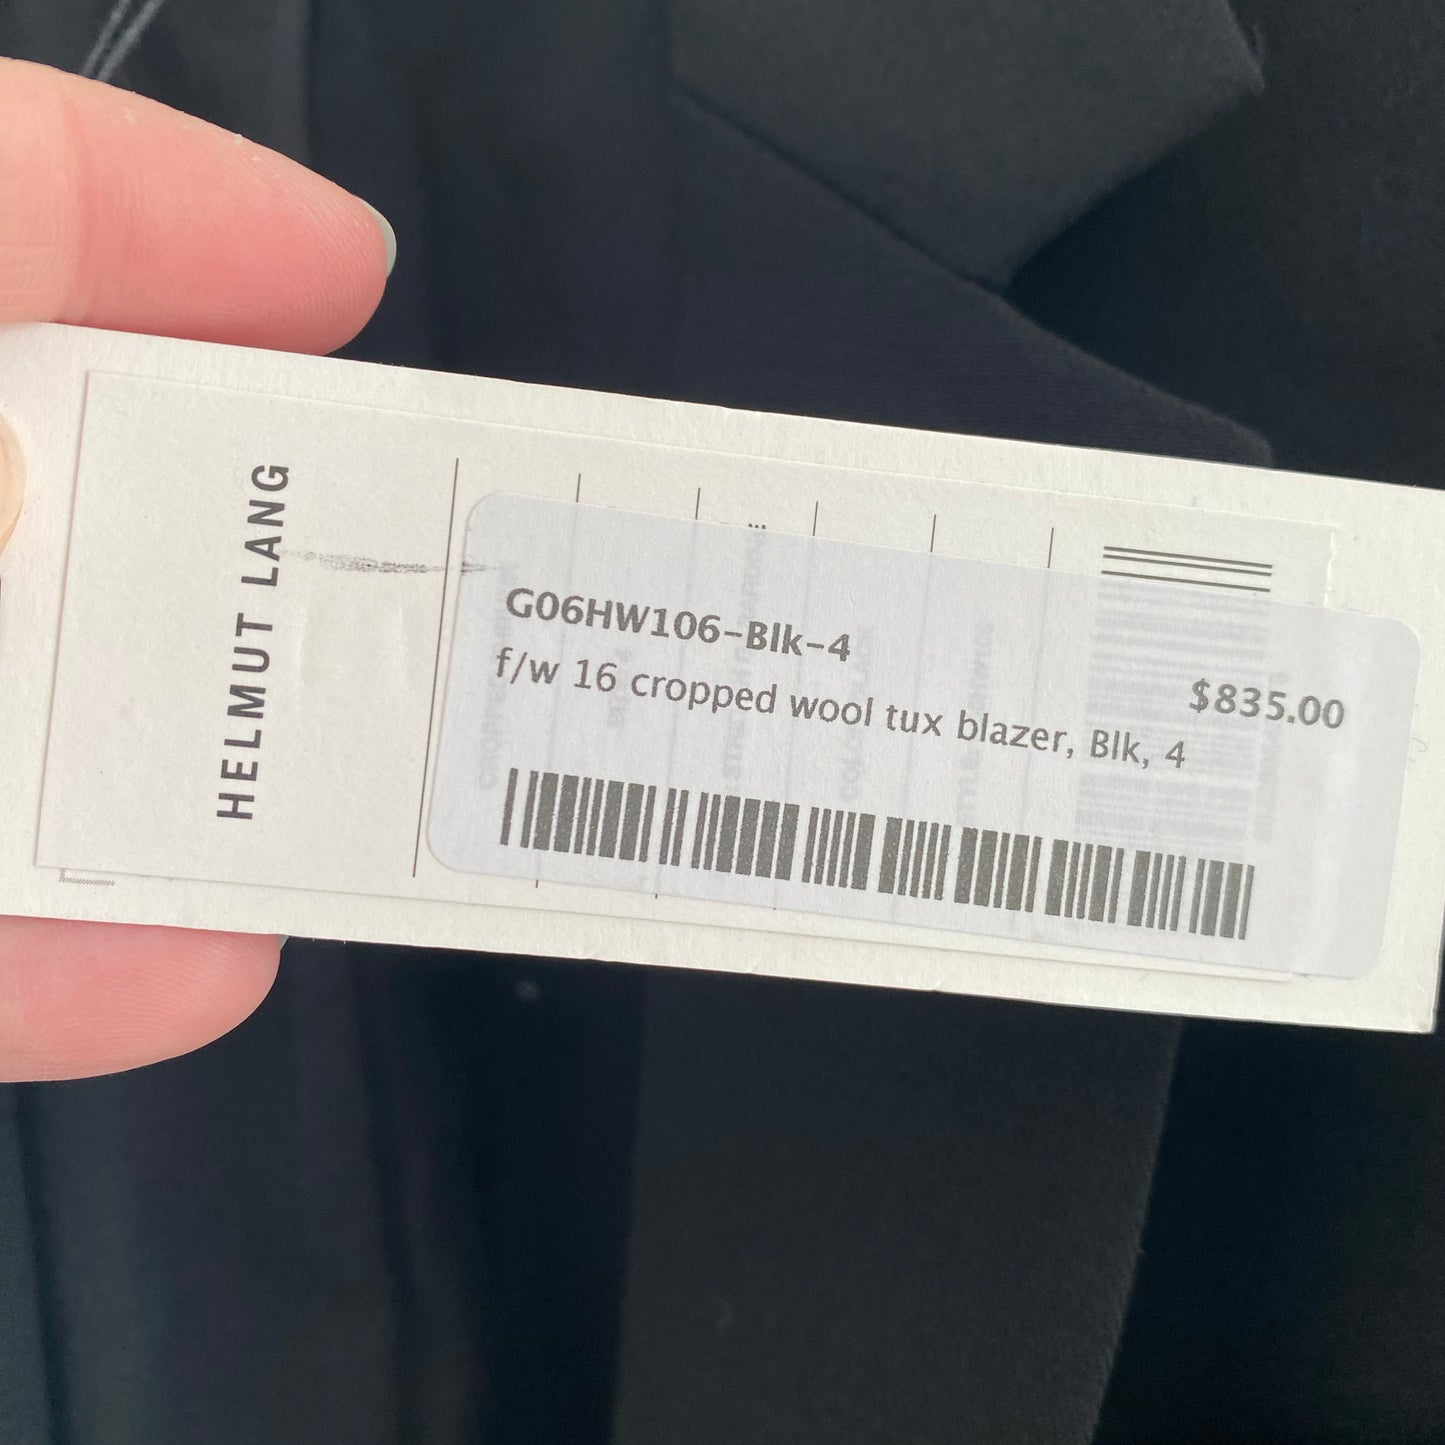 HELMUT LANG
G06HW106-Blk-4
$835.00
f/w 16 cropped wool tux blazer, Blk, 4